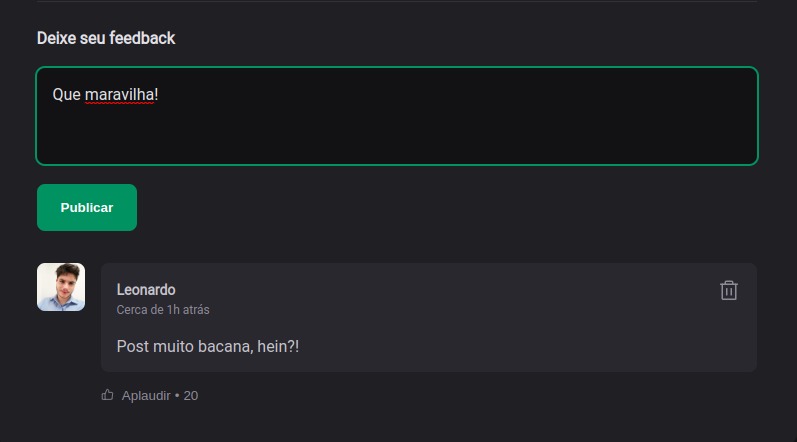 Deixe seu feedback
Que maravilha!
Publicar
Leonardo
Cerca de 1h atrás
Post muito bacana, hein?!
Aplaudir • 20